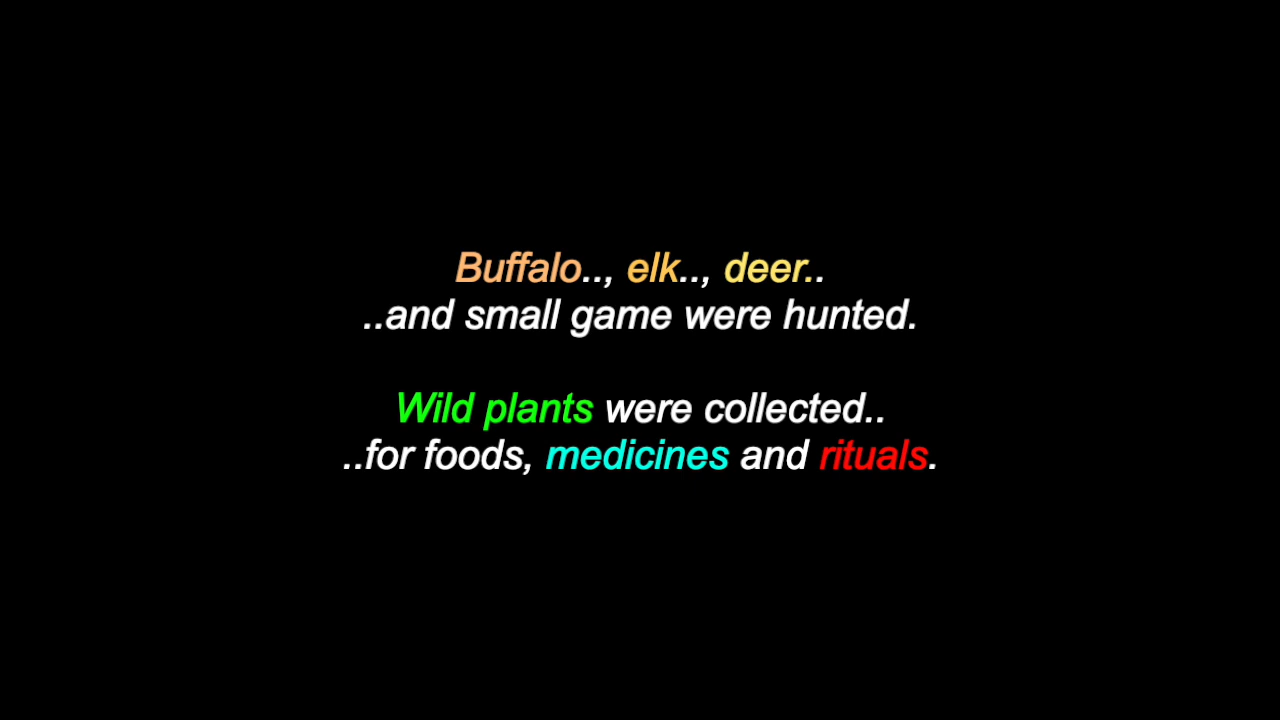 Buffalo.., elk.., deer..
..and small game were hunted.
Wild plants were collected..
..for foods, medicines and rituals.